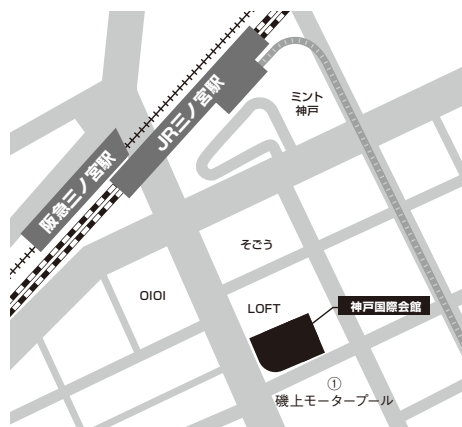 ミント
神戸
JR三ノ宮駅
阪急三ノ宮駅
そごう
OIOI
LOFT
神戸国際会館
①
磯上モータープール